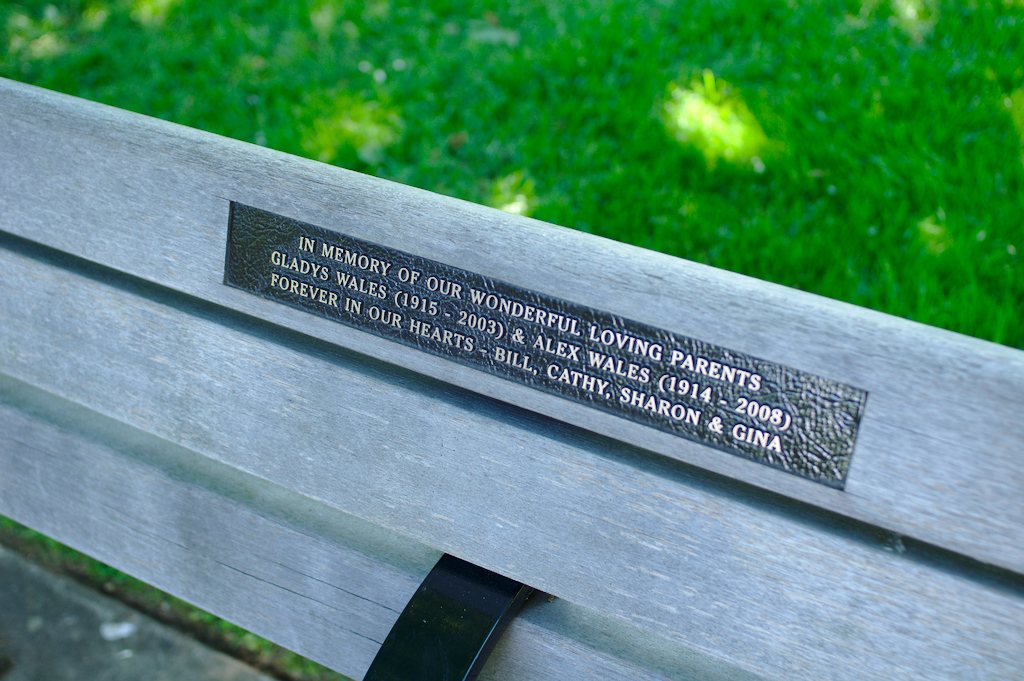 IN MEMORY OF OUR WONDERFUL LOVING PARENTS
GLADYS WALES (1915 - 2003) & ALEX WALES (1914 - 2008)
FOREVER IN OUR HEARTS - BILL, CATHY, SHARON & GINA